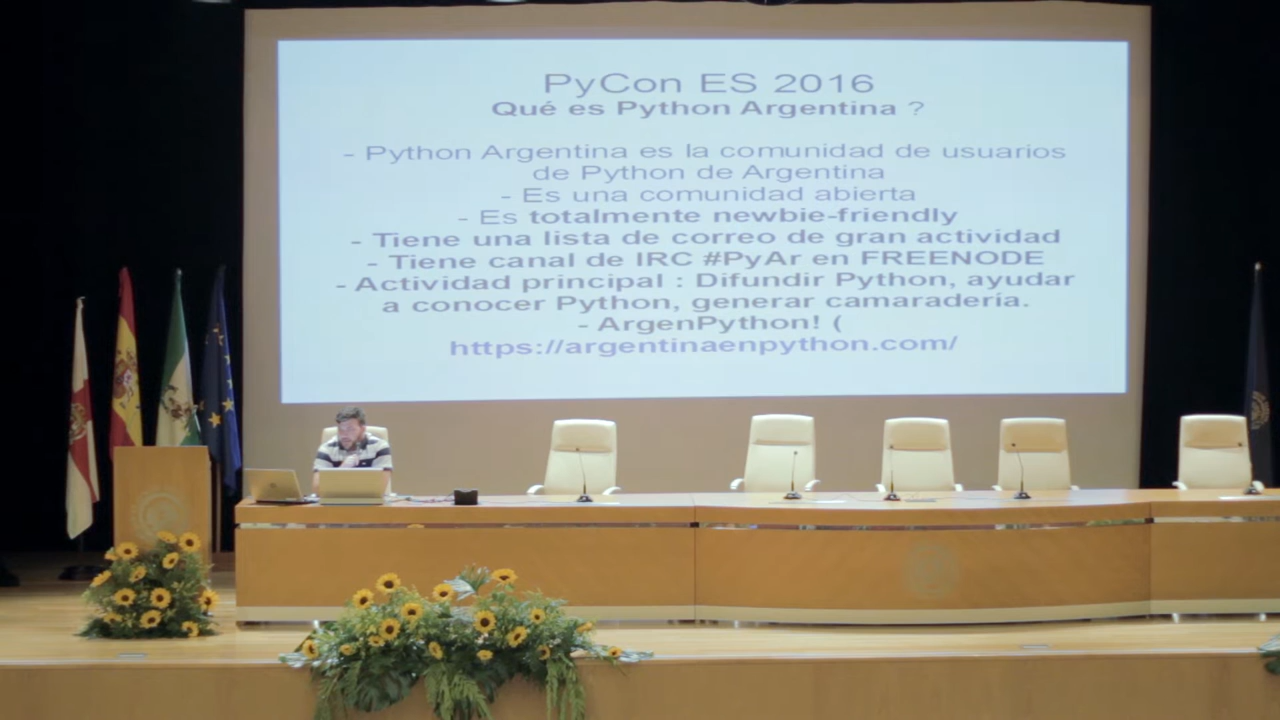 PyCon ES 2016
Qué es Python Argentina ?
- Python Argentina es la comunidad de usuarios
de Python de Argentina
- Es una comunidad abierta
- Es totalmente newbie-friendly
- Tiene una lista de correo de gran actividad
- Tiene canal de IRC #PyAr en FREENODE
- Actividad principal : Difundir Python, ayudar
a conocer Python, generar camaradería.
- ArgenPython! (
https://argentinaenpython.com/